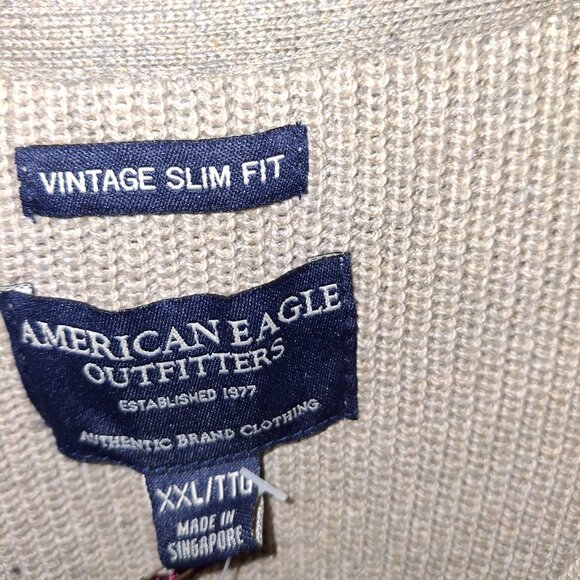 VINTAGE SLIM FIT
AMERICAN EAGLE
OUTFITTERS
ESTABLISHED 1977
AUTHENTIC BRAND CLOTHING
XXL/TTG
MADE IN
SINGAPORE